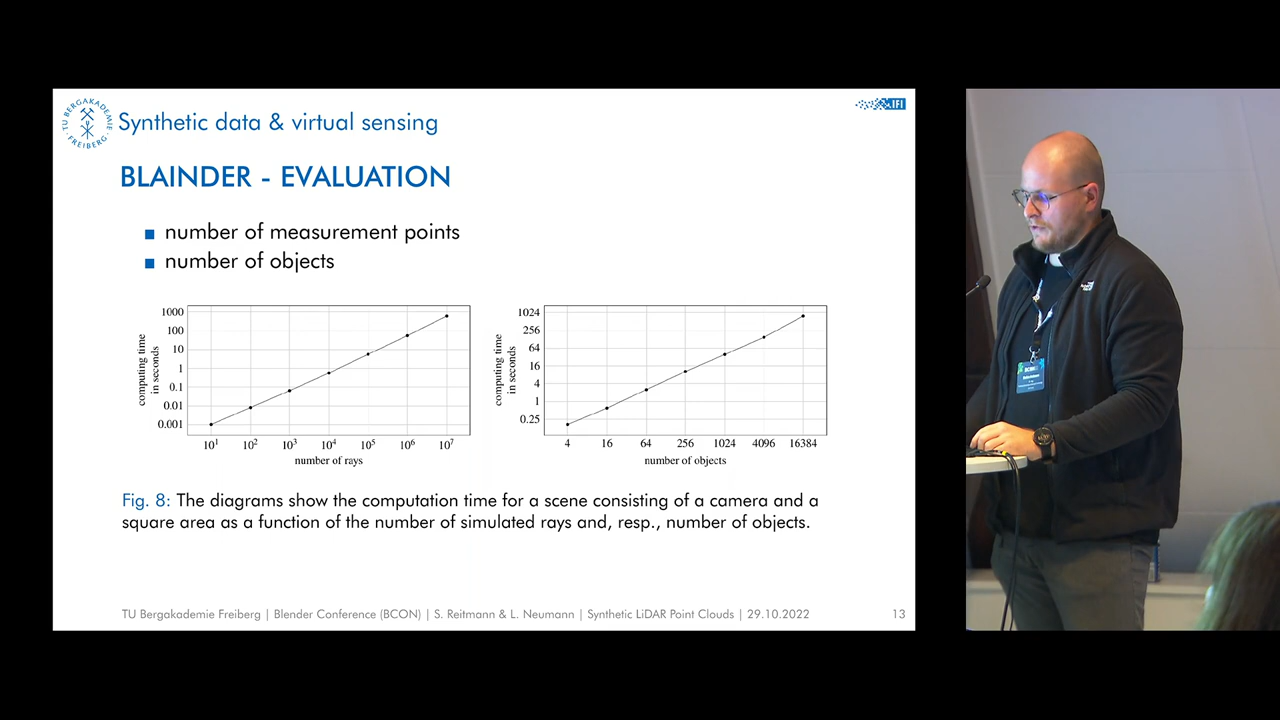 TU BERGAKADEMIE
FREIBERG
IFI
Synthetic data & virtual sensing
BLAINDER - EVALUATION
number of measurement points
number of objects
computing time
in seconds
1000
100
10
1
0.1
0.01
0.001
10¹ 10² 10³ 10⁴ 10⁵ 10⁶ 10⁷
number of rays
computing time
in seconds
1024
256
64
16
4
1
0.25
4 16 64 256 1024 4096 16384
number of objects
Fig. 8: The diagrams show the computation time for a scene consisting of a camera and a
square area as a function of the number of simulated rays and, resp., number of objects.
TU Bergakademie Freiberg | Blender Conference (BCON) | S. Reitmann & L. Neumann | Synthetic LiDAR Point Clouds | 29.10.2022 13